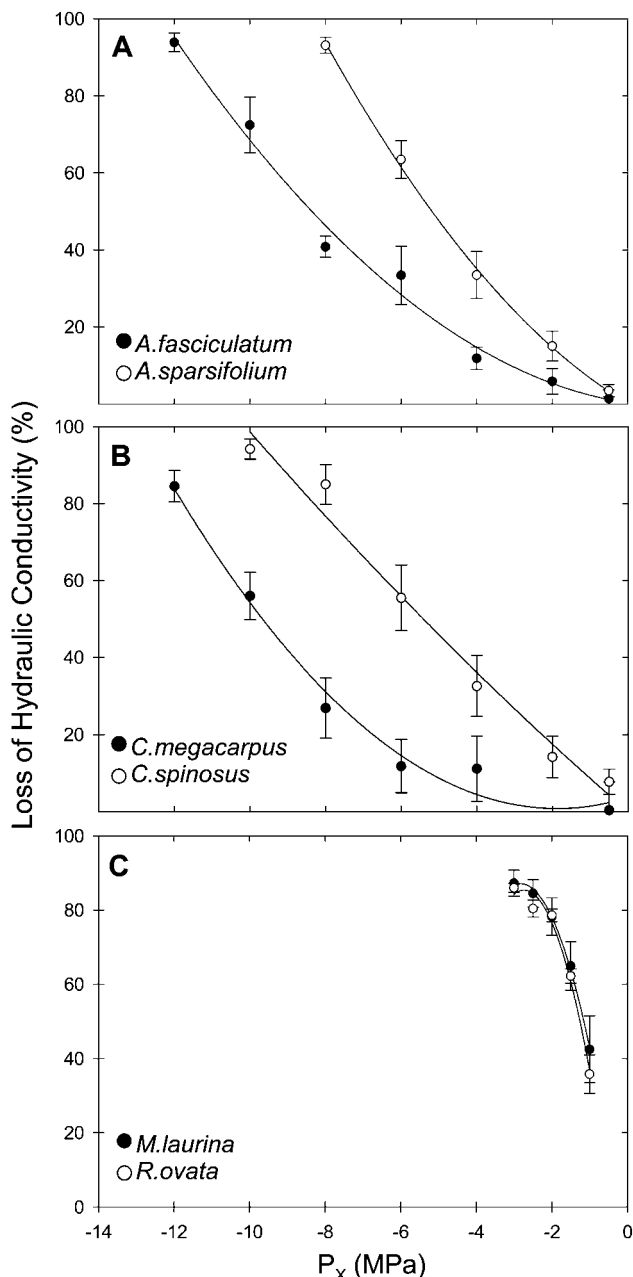 Loss of Hydraulic Conductivity (%)
100
A
80
60
40
20
A.fasciculatum
A.sparsifolium
100
B
80
60
40
20
C.megacarpus
C.spinosus
100
C
80
60
40
20
M.laurina
R.ovata
0
-14 -12 -10 -8 -6 -4 -2 0
Px (MPa)